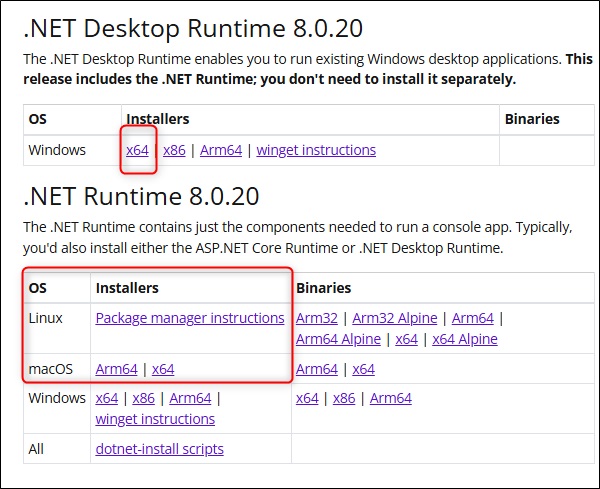 .NET Desktop Runtime 8.0.20
The .NET Desktop Runtime enables you to run existing Windows desktop applications. This
release includes the .NET Runtime; you don't need to install it separately.
OS Installers Binaries
Windows x64 | x86 | Arm64 | winget instructions
.NET Runtime 8.0.20
The .NET Runtime contains just the components needed to run a console app. Typically,
you'd also install either the ASP.NET Core Runtime or .NET Desktop Runtime.
OS Installers Binaries
Linux Package manager instructions Arm32 | Arm32 Alpine | Arm64 |
Arm64 Alpine | x64 | x64 Alpine
macOS Arm64 | x64 Arm64 | x64
Windows x64 | x86 | Arm64 | x64 | x86 | Arm64
winget instructions
All dotnet-install scripts